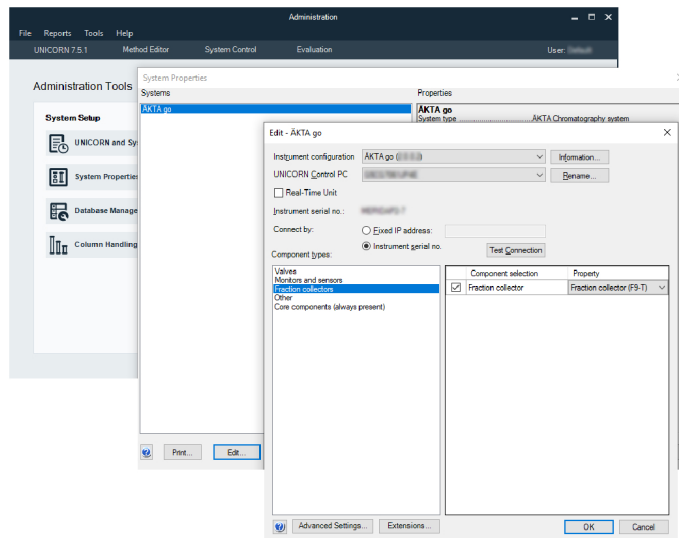 Administration
File Reports Tools Help
UNICORN 7.5.1 Method Editor System Control Evaluation User:
Administration Tools
System Setup
UNICORN and Sy
System Propertie
Database Manage
Column Handling
System Properties
Systems
Properties
ÄKTA go
ÄKTA go
System type ÄKTA Chromatography system
Print...
Edit...
Edit - ÄKTA go
Instrument configuration ÄKTA go ( Information...
UNICORN Control PC Rename...
Real-Time Unit
Instrument serial no.:
Connect by: Fixed IP address:
Instrument serial no.
Test Connection
Component types:
Valves
Monitors and sensors
Fraction collectors
Other
Core components (always present)
Component selection Property
Fraction collector Fraction collector (F9-T)
Advanced Settings... Extensions...
OK Cancel